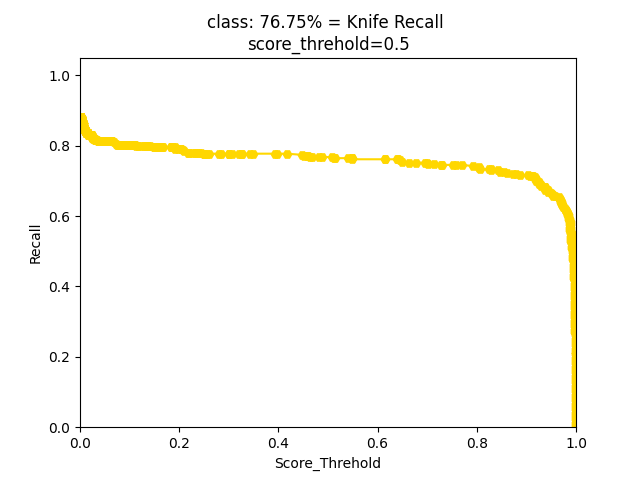 class: 76.75% = Knife Recall
score_threhold=0.5
1.0
0.8
0.6
0.4
0.2
0.0
Recall
0.0 0.2 0.4 0.6 0.8 1.0
Score_Threhold